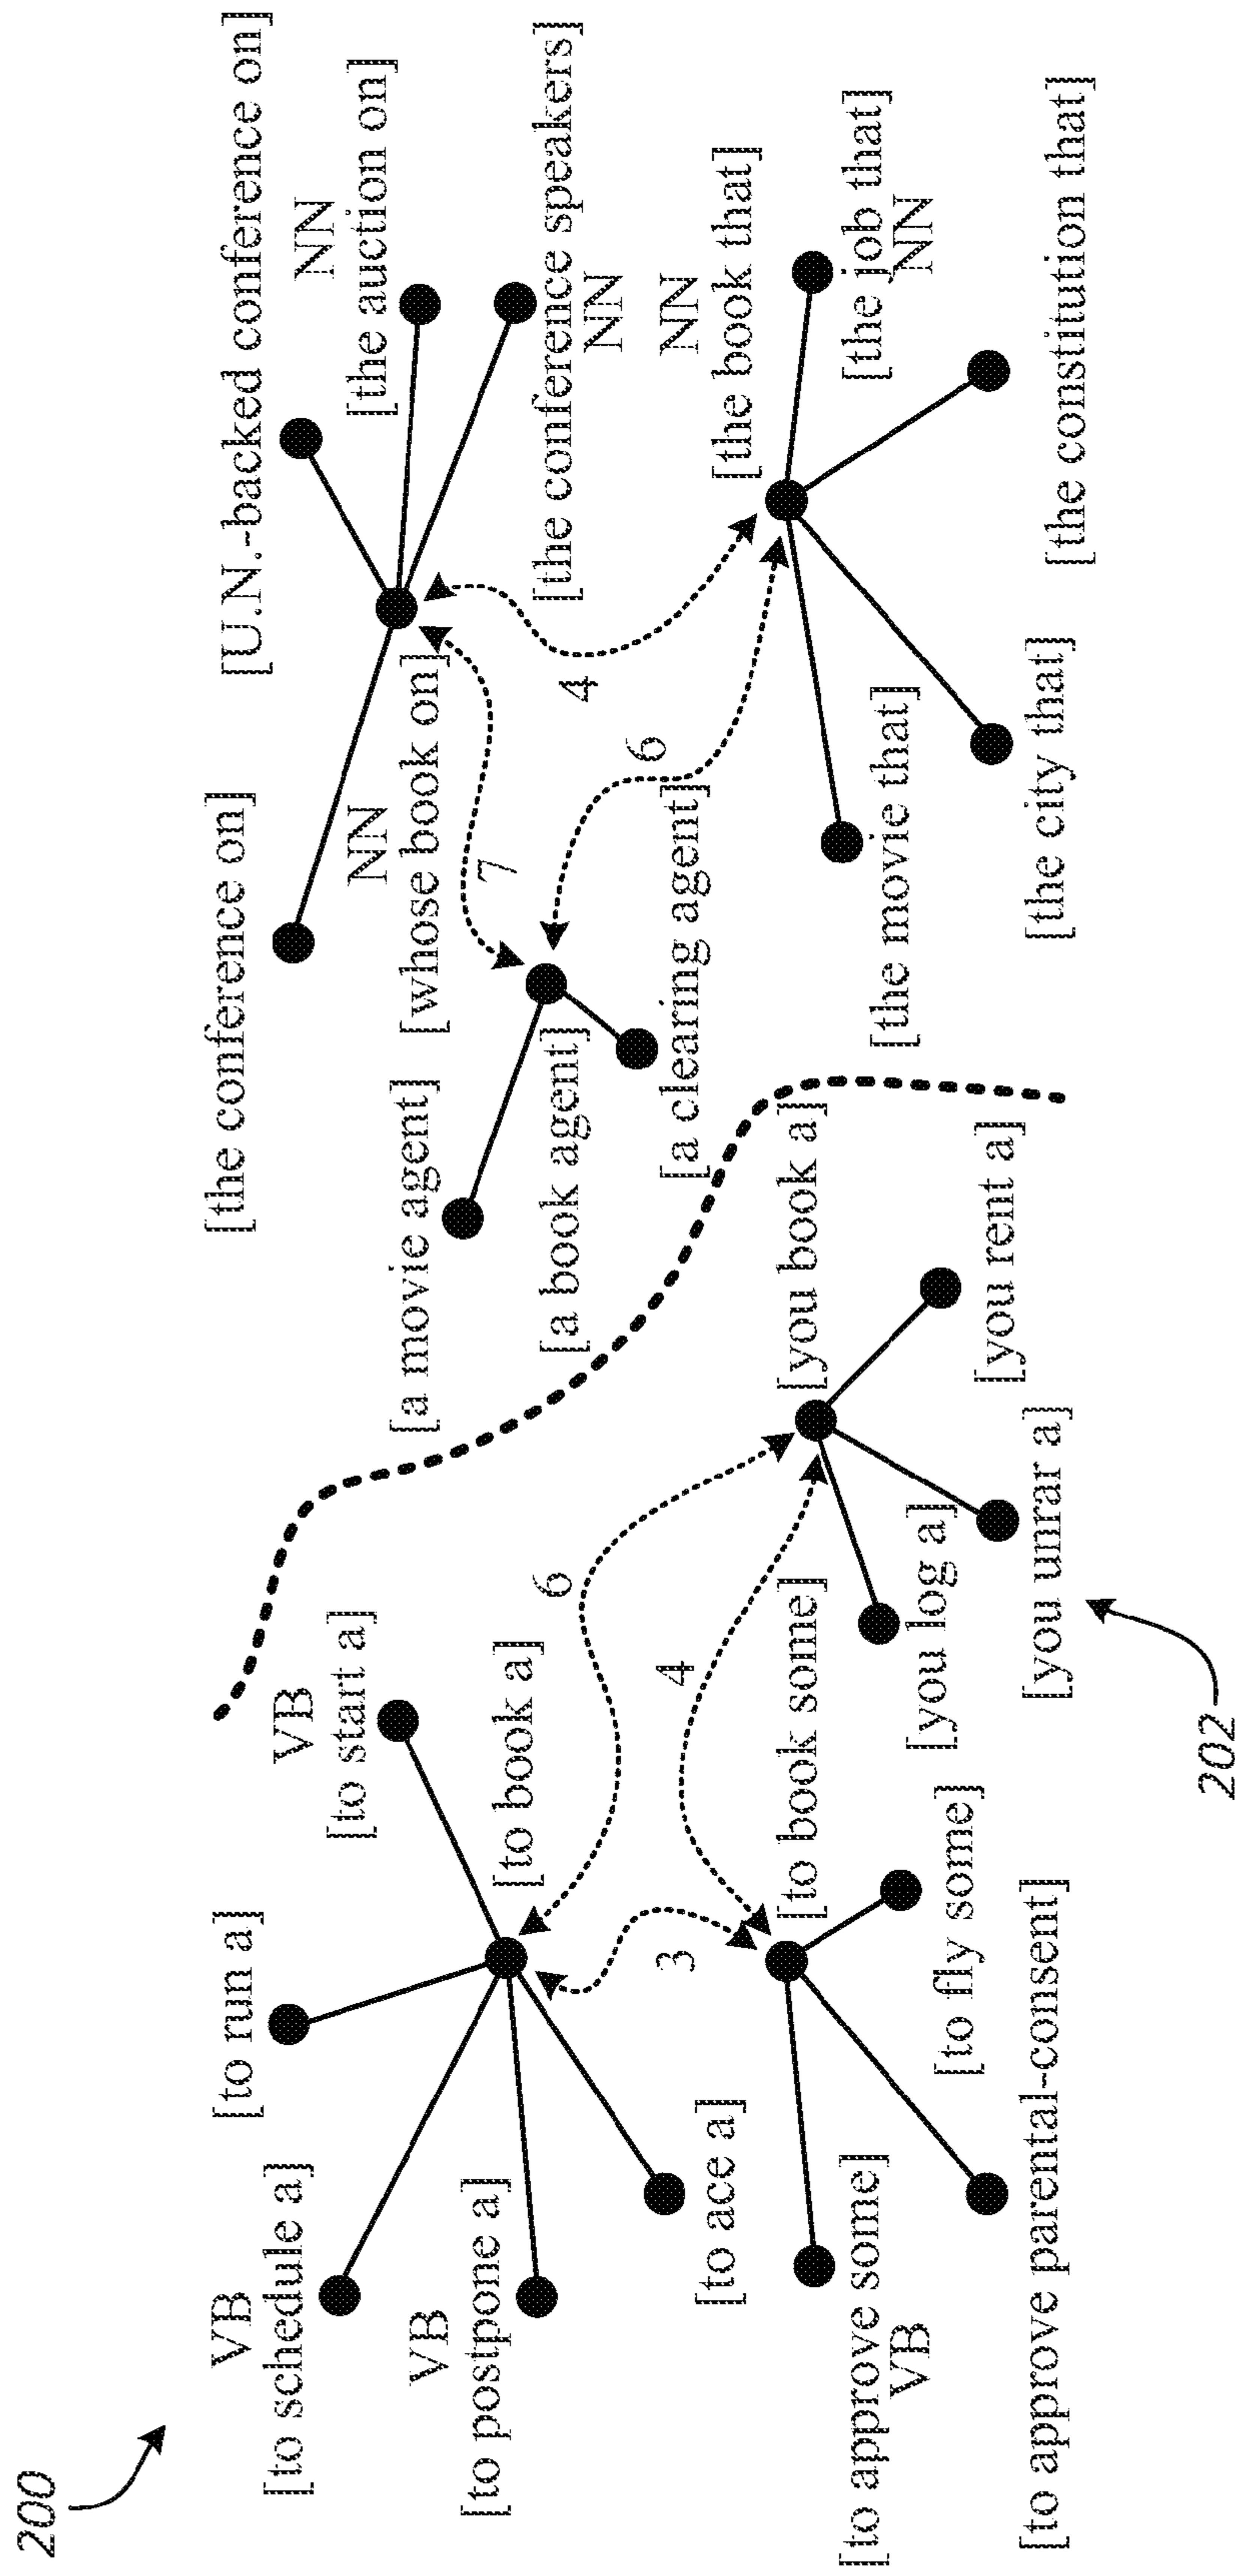 200
VB
[to schedule a]
[to run a]
VB
[to start a]
VB
[to postpone a]
[to book a]
[to ace a]
6
3
4
[to approve some]
VB
[to book some]
[to fly some]
[to approve parental-consent]
[you book a]
[you log a]
[you unrar a]
[you rent a]
202
[the conference on]
[U.N.-backed conference on]
NN
[the auction on]
NN
[whose book on]
[the conference speakers]
NN
[a movie agent]
[a book agent]
[a clearing agent]
7
4
6
NN
[the book that]
[the job that]
NN
[the movie that]
[the city that]
[the constitution that]